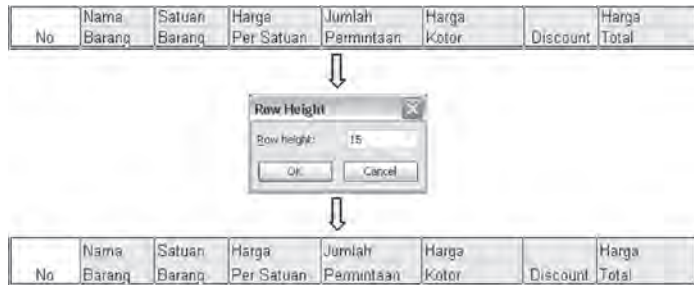 Nama Satuan Harga Jumlah Harga Harga
No Barang Barang Per Satuan Permintaan Kotor Discount Total
Row Height
Row height: 15
OK Cancel
Nama Satuan Harga Jumlah Harga Harga
No Barang Barang Per Satuan Permintaan Kotor Discount Total